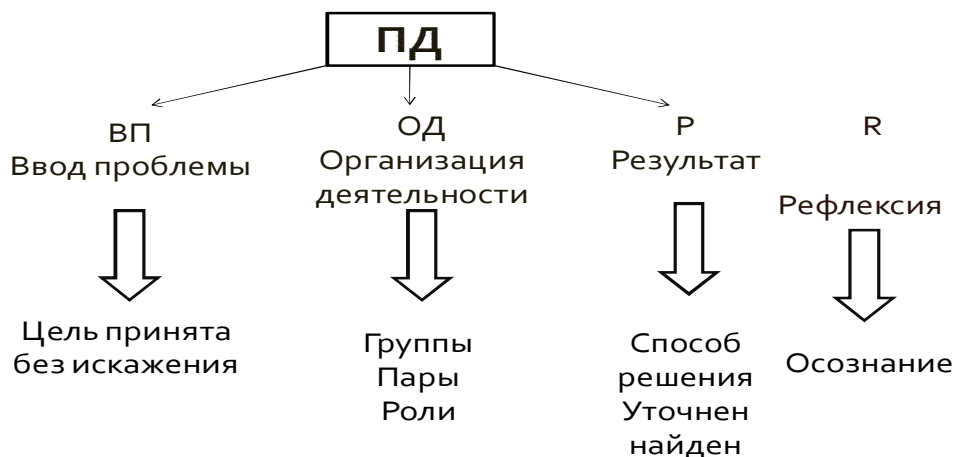 ПД
ВП
Ввод проблемы
ОД
Организация
деятельности
Р
Результат
R
Рефлексия
Цель принята
без искажения
Группы
Пары
Роли
Способ
решения
Уточнен
найден
Осознание